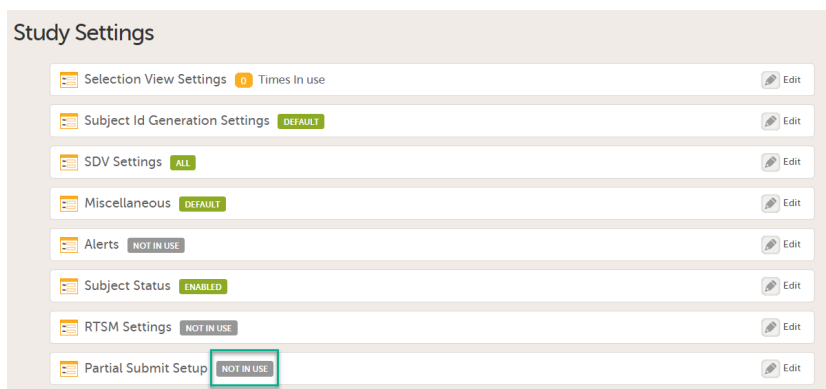 Study Settings
Selection View Settings 0 Times In use Edit
Subject Id Generation Settings DEFAULT Edit
SDV Settings ALL Edit
Miscellaneous DEFAULT Edit
Alerts NOT IN USE Edit
Subject Status ENABLED Edit
RTSM Settings NOT IN USE Edit
Partial Submit Setup NOT IN USE Edit